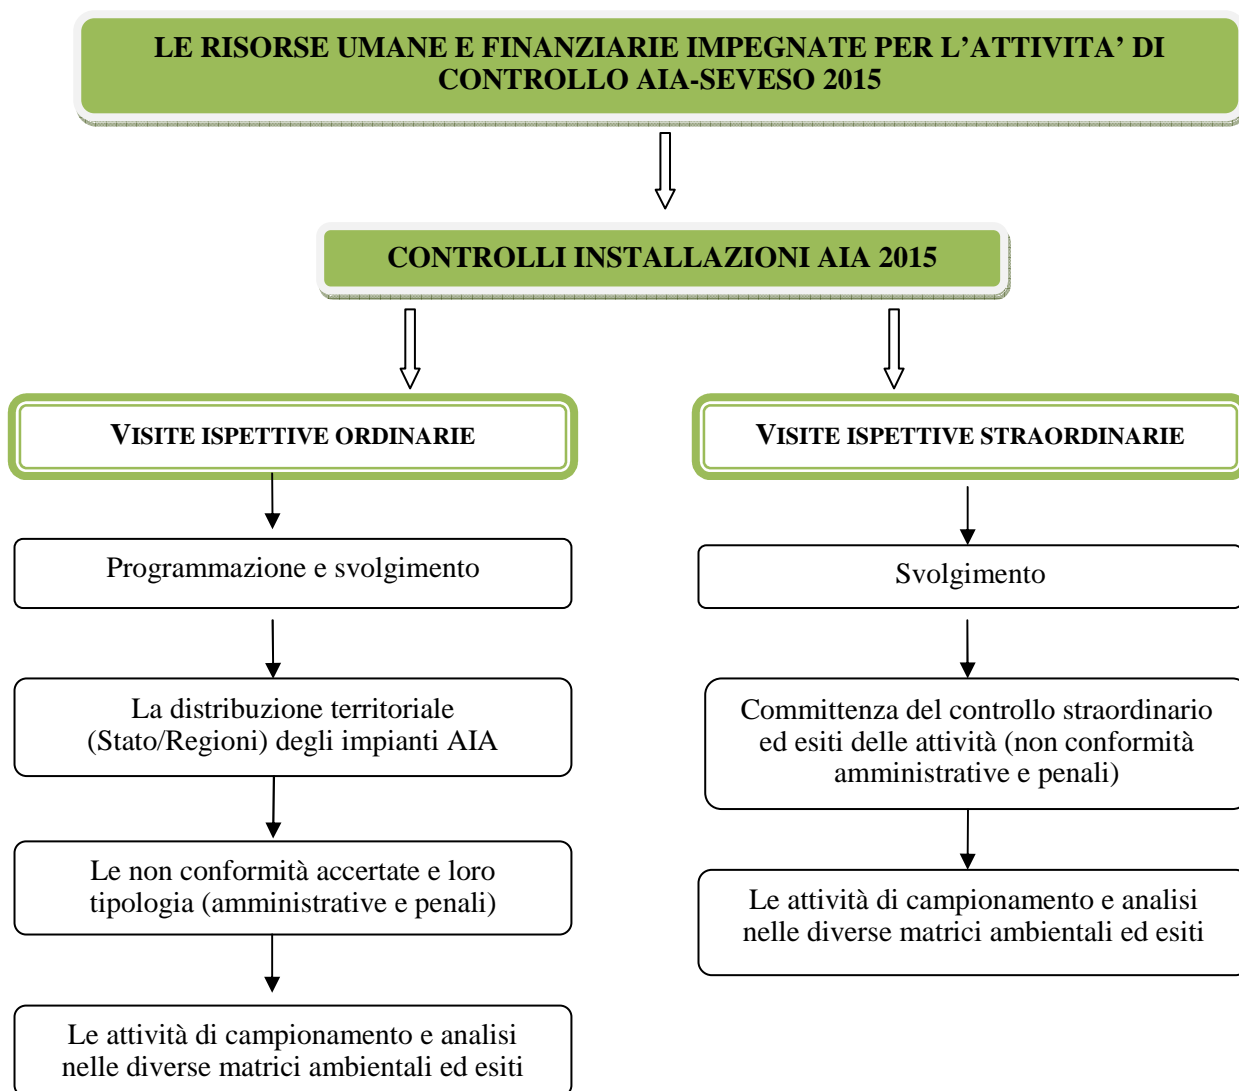 LE RISORSE UMANE E FINANZIARIE IMPEGNATE PER L’ATTIVITA’ DI
CONTROLLO AIA-SEVESO 2015
CONTROLLI INSTALLAZIONI AIA 2015
VISITE ISPETTIVE ORDINARIE
Programmazione e svolgimento
La distribuzione territoriale
(Stato/Regioni) degli impianti AIA
Le non conformità accertate e loro
tipologia (amministrative e penali)
Le attività di campionamento e analisi
nelle diverse matrici ambientali ed esiti
VISITE ISPETTIVE STRAORDINARIE
Svolgimento
Committenza del controllo straordinario
ed esiti delle attività (non conformità
amministrative e penali)
Le attività di campionamento e analisi
nelle diverse matrici ambientali ed esiti